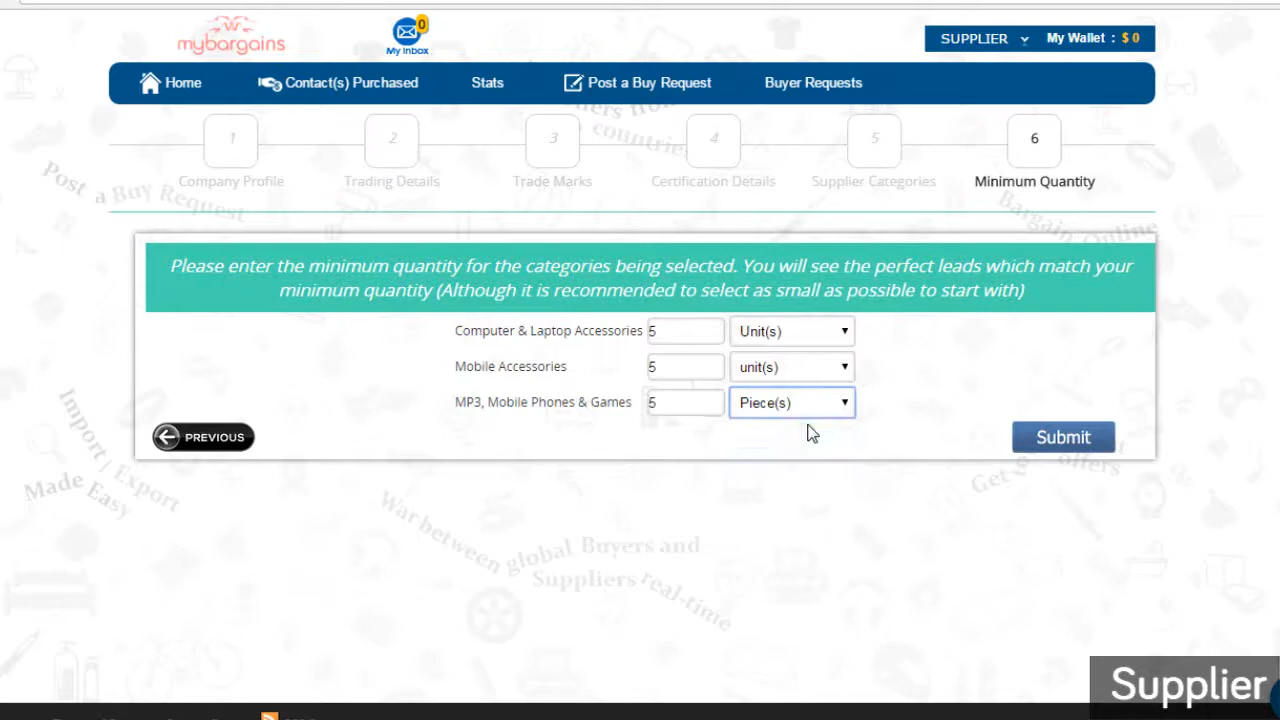 mybargains
0
My Inbox
SUPPLIER
My Wallet : $ 0
Home
Contact(s) Purchased
Stats
Post a Buy Request
Buyer Requests
countries
1
2
3
4
5
6
Company Profile
Trading Details
Trade Marks
Certification Details
Supplier Categories
Minimum Quantity
Post a Buy Request
Bargain Online
Please enter the minimum quantity for the categories being selected. You will see the perfect leads which match your
minimum quantity (Although it is recommended to select as small as possible to start with)
Computer & Laptop Accessories 5 Unit(s)
Mobile Accessories 5 unit(s)
MP3, Mobile Phones & Games 5 Piece(s)
PREVIOUS
Submit
Import / Export
Made Easy
Get
offers
War between global Buyers and
Suppliers real-time
Supplier